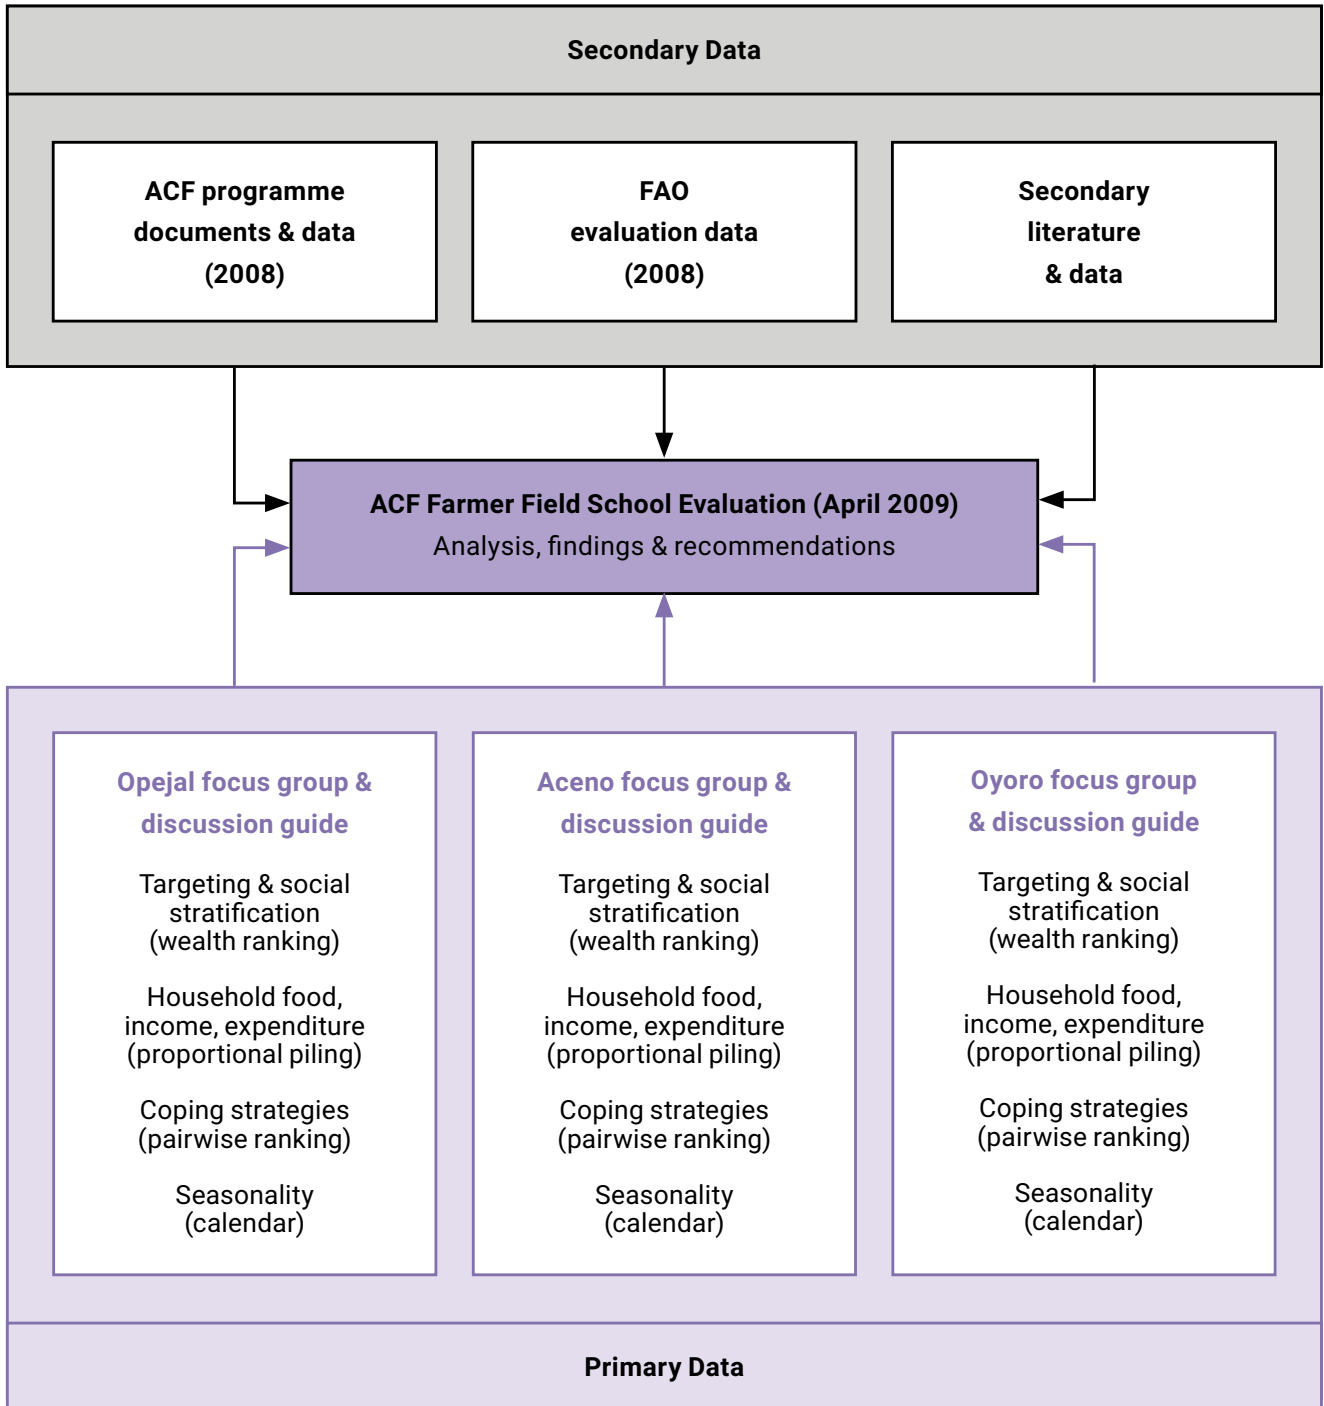 Secondary Data
ACF programme
documents & data
(2008)
FAO
evaluation data
(2008)
Secondary
literature
& data
ACF Farmer Field School Evaluation (April 2009)
Analysis, findings & recommendations
Opejal focus group &
discussion guide
Targeting & social
stratification
(wealth ranking)
Household food,
income, expenditure
(proportional piling)
Coping strategies
(pairwise ranking)
Seasonality
(calendar)
Aceno focus group &
discussion guide
Targeting & social
stratification
(wealth ranking)
Household food,
income, expenditure
(proportional piling)
Coping strategies
(pairwise ranking)
Seasonality
(calendar)
Oyoro focus group
& discussion guide
Targeting & social
stratification
(wealth ranking)
Household food,
income, expenditure
(proportional piling)
Coping strategies
(pairwise ranking)
Seasonality
(calendar)
Primary Data